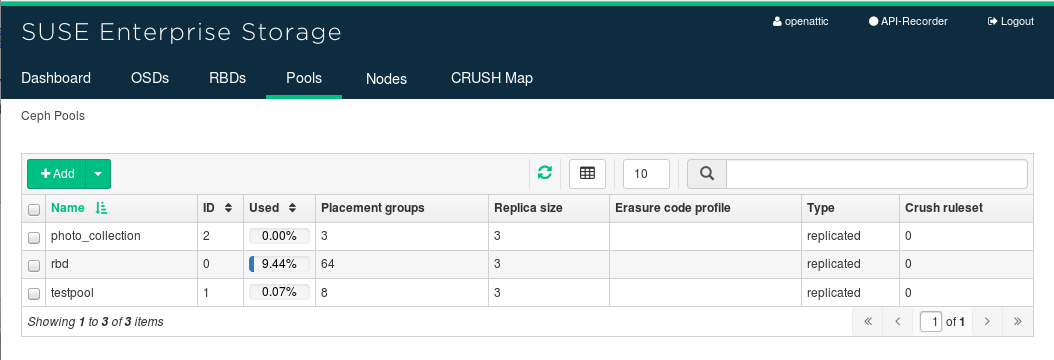 SUSE Enterprise Storage
openattic API-Recorder Logout
Dashboard OSDs RBDs Pools Nodes CRUSH Map
Ceph Pools
Add 10
Name ID Used Placement groups Replica size Erasure code profile Type Crush ruleset
photo_collection 2 0.00% 3 3 replicated 0
rbd 0 9.44% 64 3 replicated 0
testpool 1 0.07% 8 3 replicated 0
Showing 1 to 3 of 3 items « ‹ 1 of 1 › »